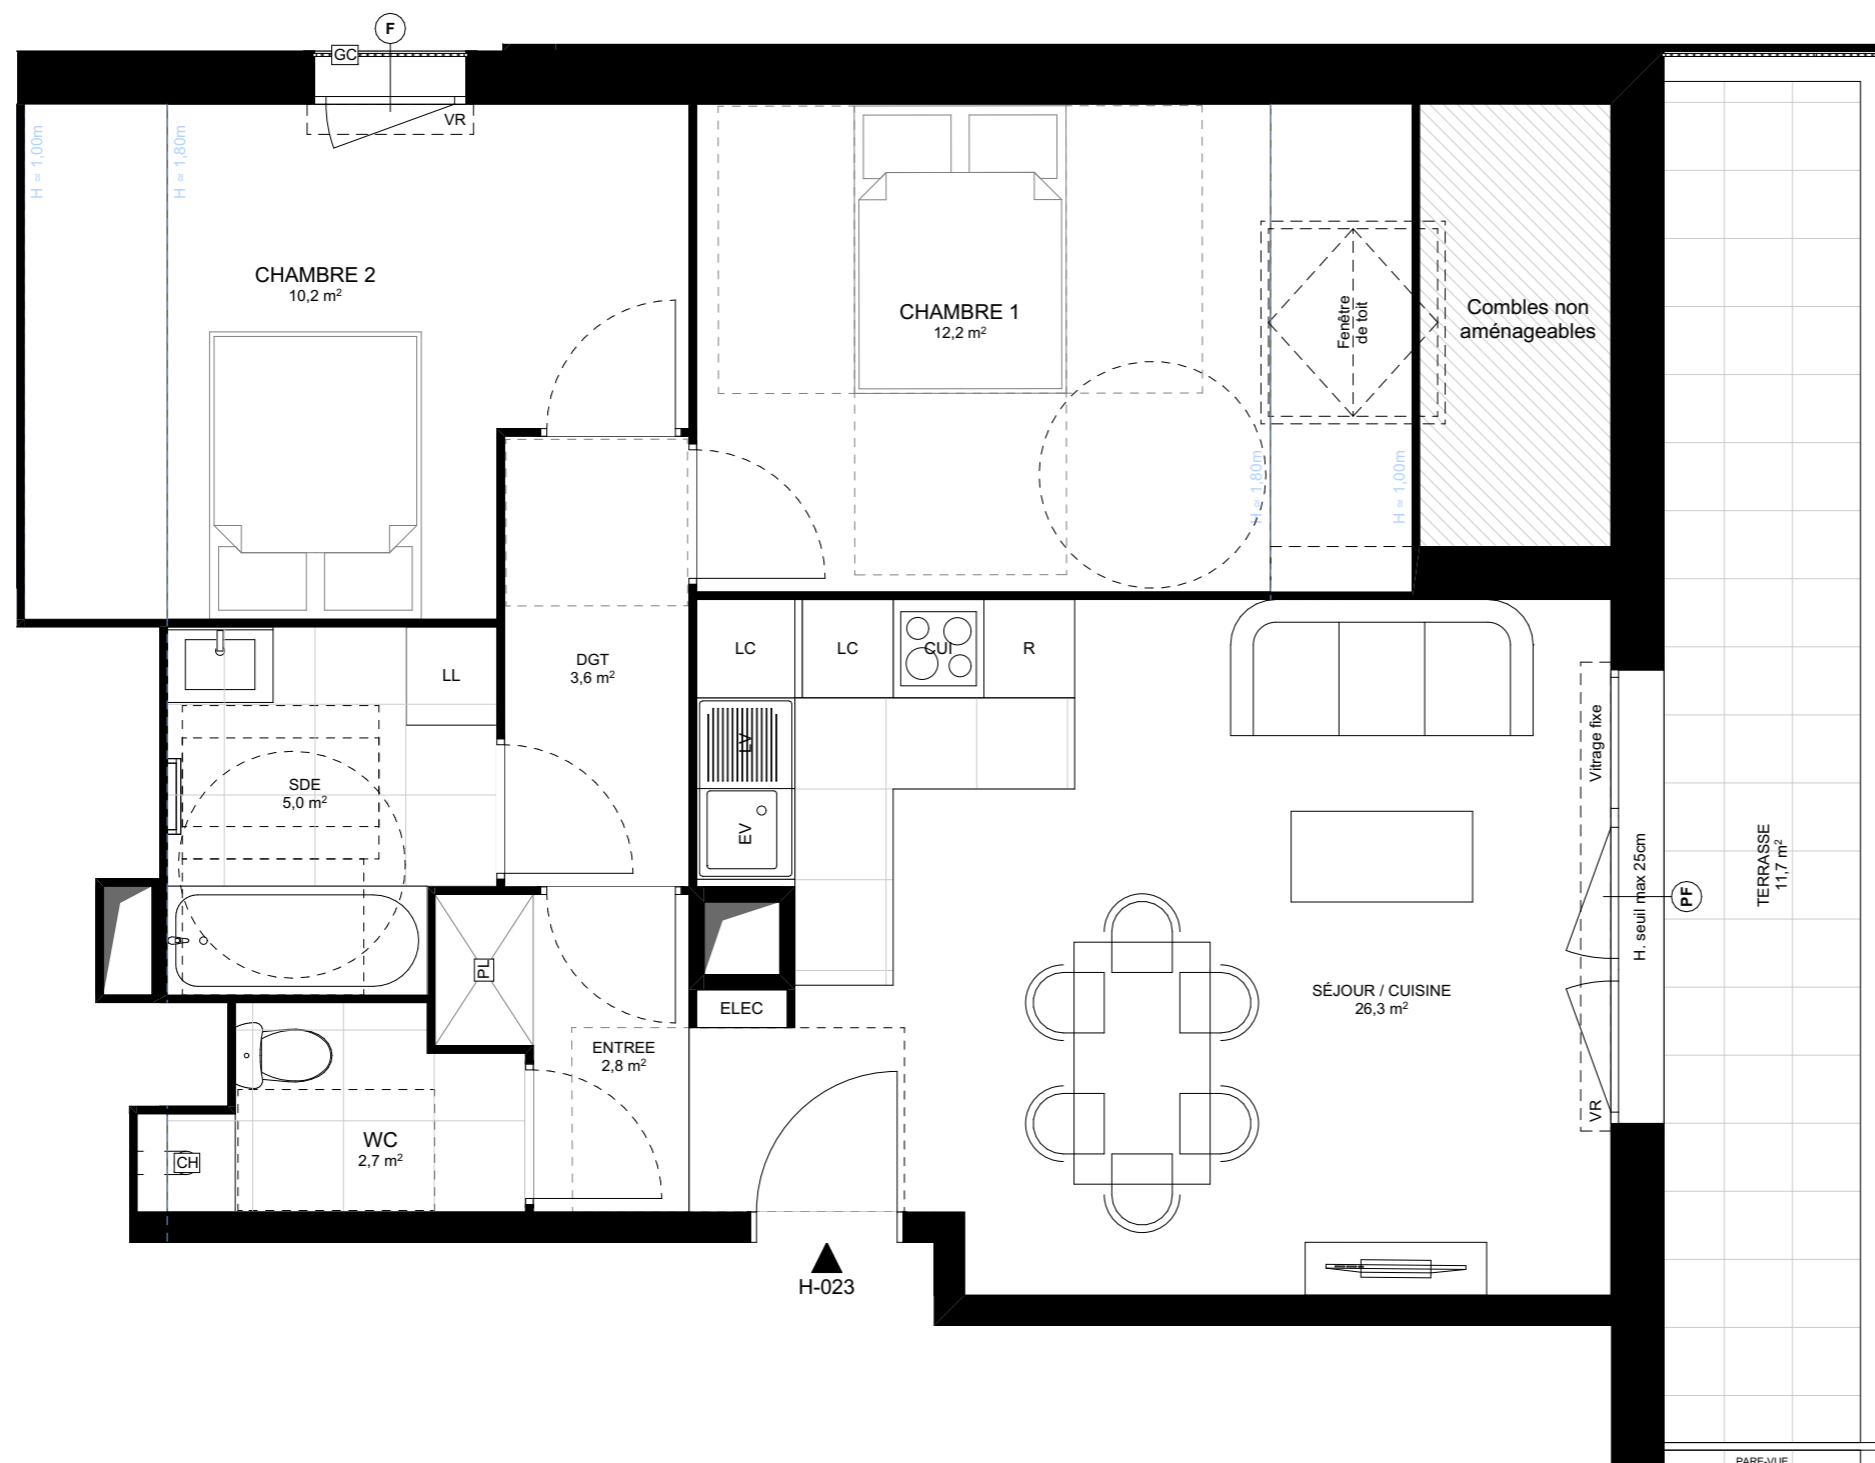 F
GC
VR
H ≃ 1,00m
H ≃ 1,80m
CHAMBRE 2
10,2 m²
CHAMBRE 1
12,2 m²
Fenêtre
de toit
Combles non
aménageables
H ≃ 1,80m
H ≃ 1,00m
LC
LC
CUI
R
LL
DGT
3,6 m²
LV
EV
Vitrage fixe
SDE
5,0 m²
H. seuil max 25cm
PF
TERRASSE
11,7 m²
PL
ELEC
SÉJOUR / CUISINE
26,3 m²
ENTREE
2,8 m²
VR
WC
2,7 m²
CH
H-023
PARE-VUE